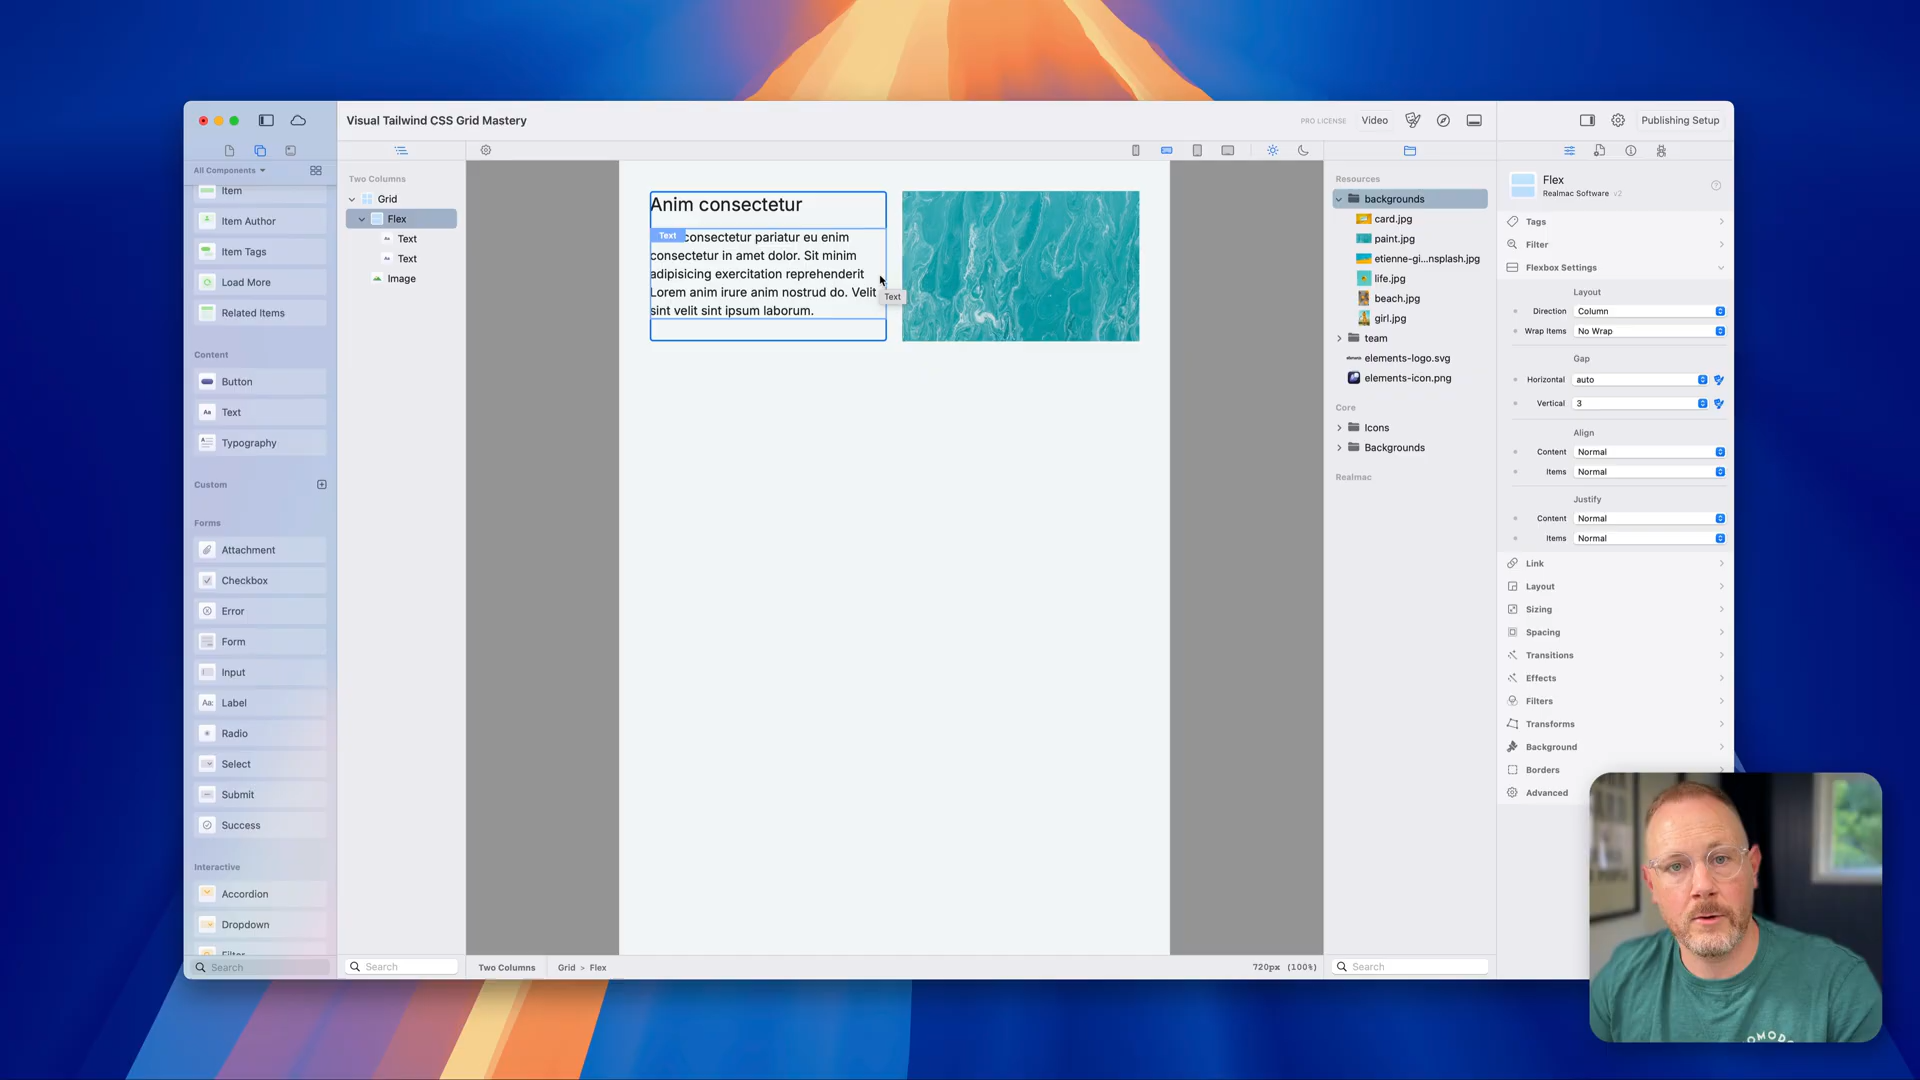 Visual Tailwind CSS Grid Mastery
PRO LICENSE
Video
Publishing Setup
All Components
Item
Item Author
Item Tags
Load More
Related Items
Content
Button
Text
Typography
Custom
Forms
Attachment
Checkbox
Error
Form
Input
Label
Radio
Select
Submit
Success
Interactive
Accordion
Dropdown
Filter
Search
Two Columns
Grid
Flex
Text
Text
Image
Search
Anim consectetur
Text
consectetur pariatur eu enim
consectetur in amet dolor. Sit minim
adipisicing exercitation reprehenderit
Lorem anim irure anim nostrud do. Velit
sint velit sint ipsum laborum.
Text
Two Columns
Grid > Flex
720px (100%)
Resources
backgrounds
card.jpg
paint.jpg
etienne-gi...nsplash.jpg
life.jpg
beach.jpg
girl.jpg
team
elements-logo.svg
elements-icon.png
Core
Icons
Backgrounds
Realmac
Search
Flex
Realmac Software v2
Tags
Filter
Flexbox Settings
Layout
Direction Column
Wrap Items No Wrap
Gap
Horizontal auto
Vertical 3
Align
Content Normal
Items Normal
Justify
Content Normal
Items Normal
Link
Layout
Sizing
Spacing
Transitions
Effects
Filters
Transforms
Background
Borders
Advanced